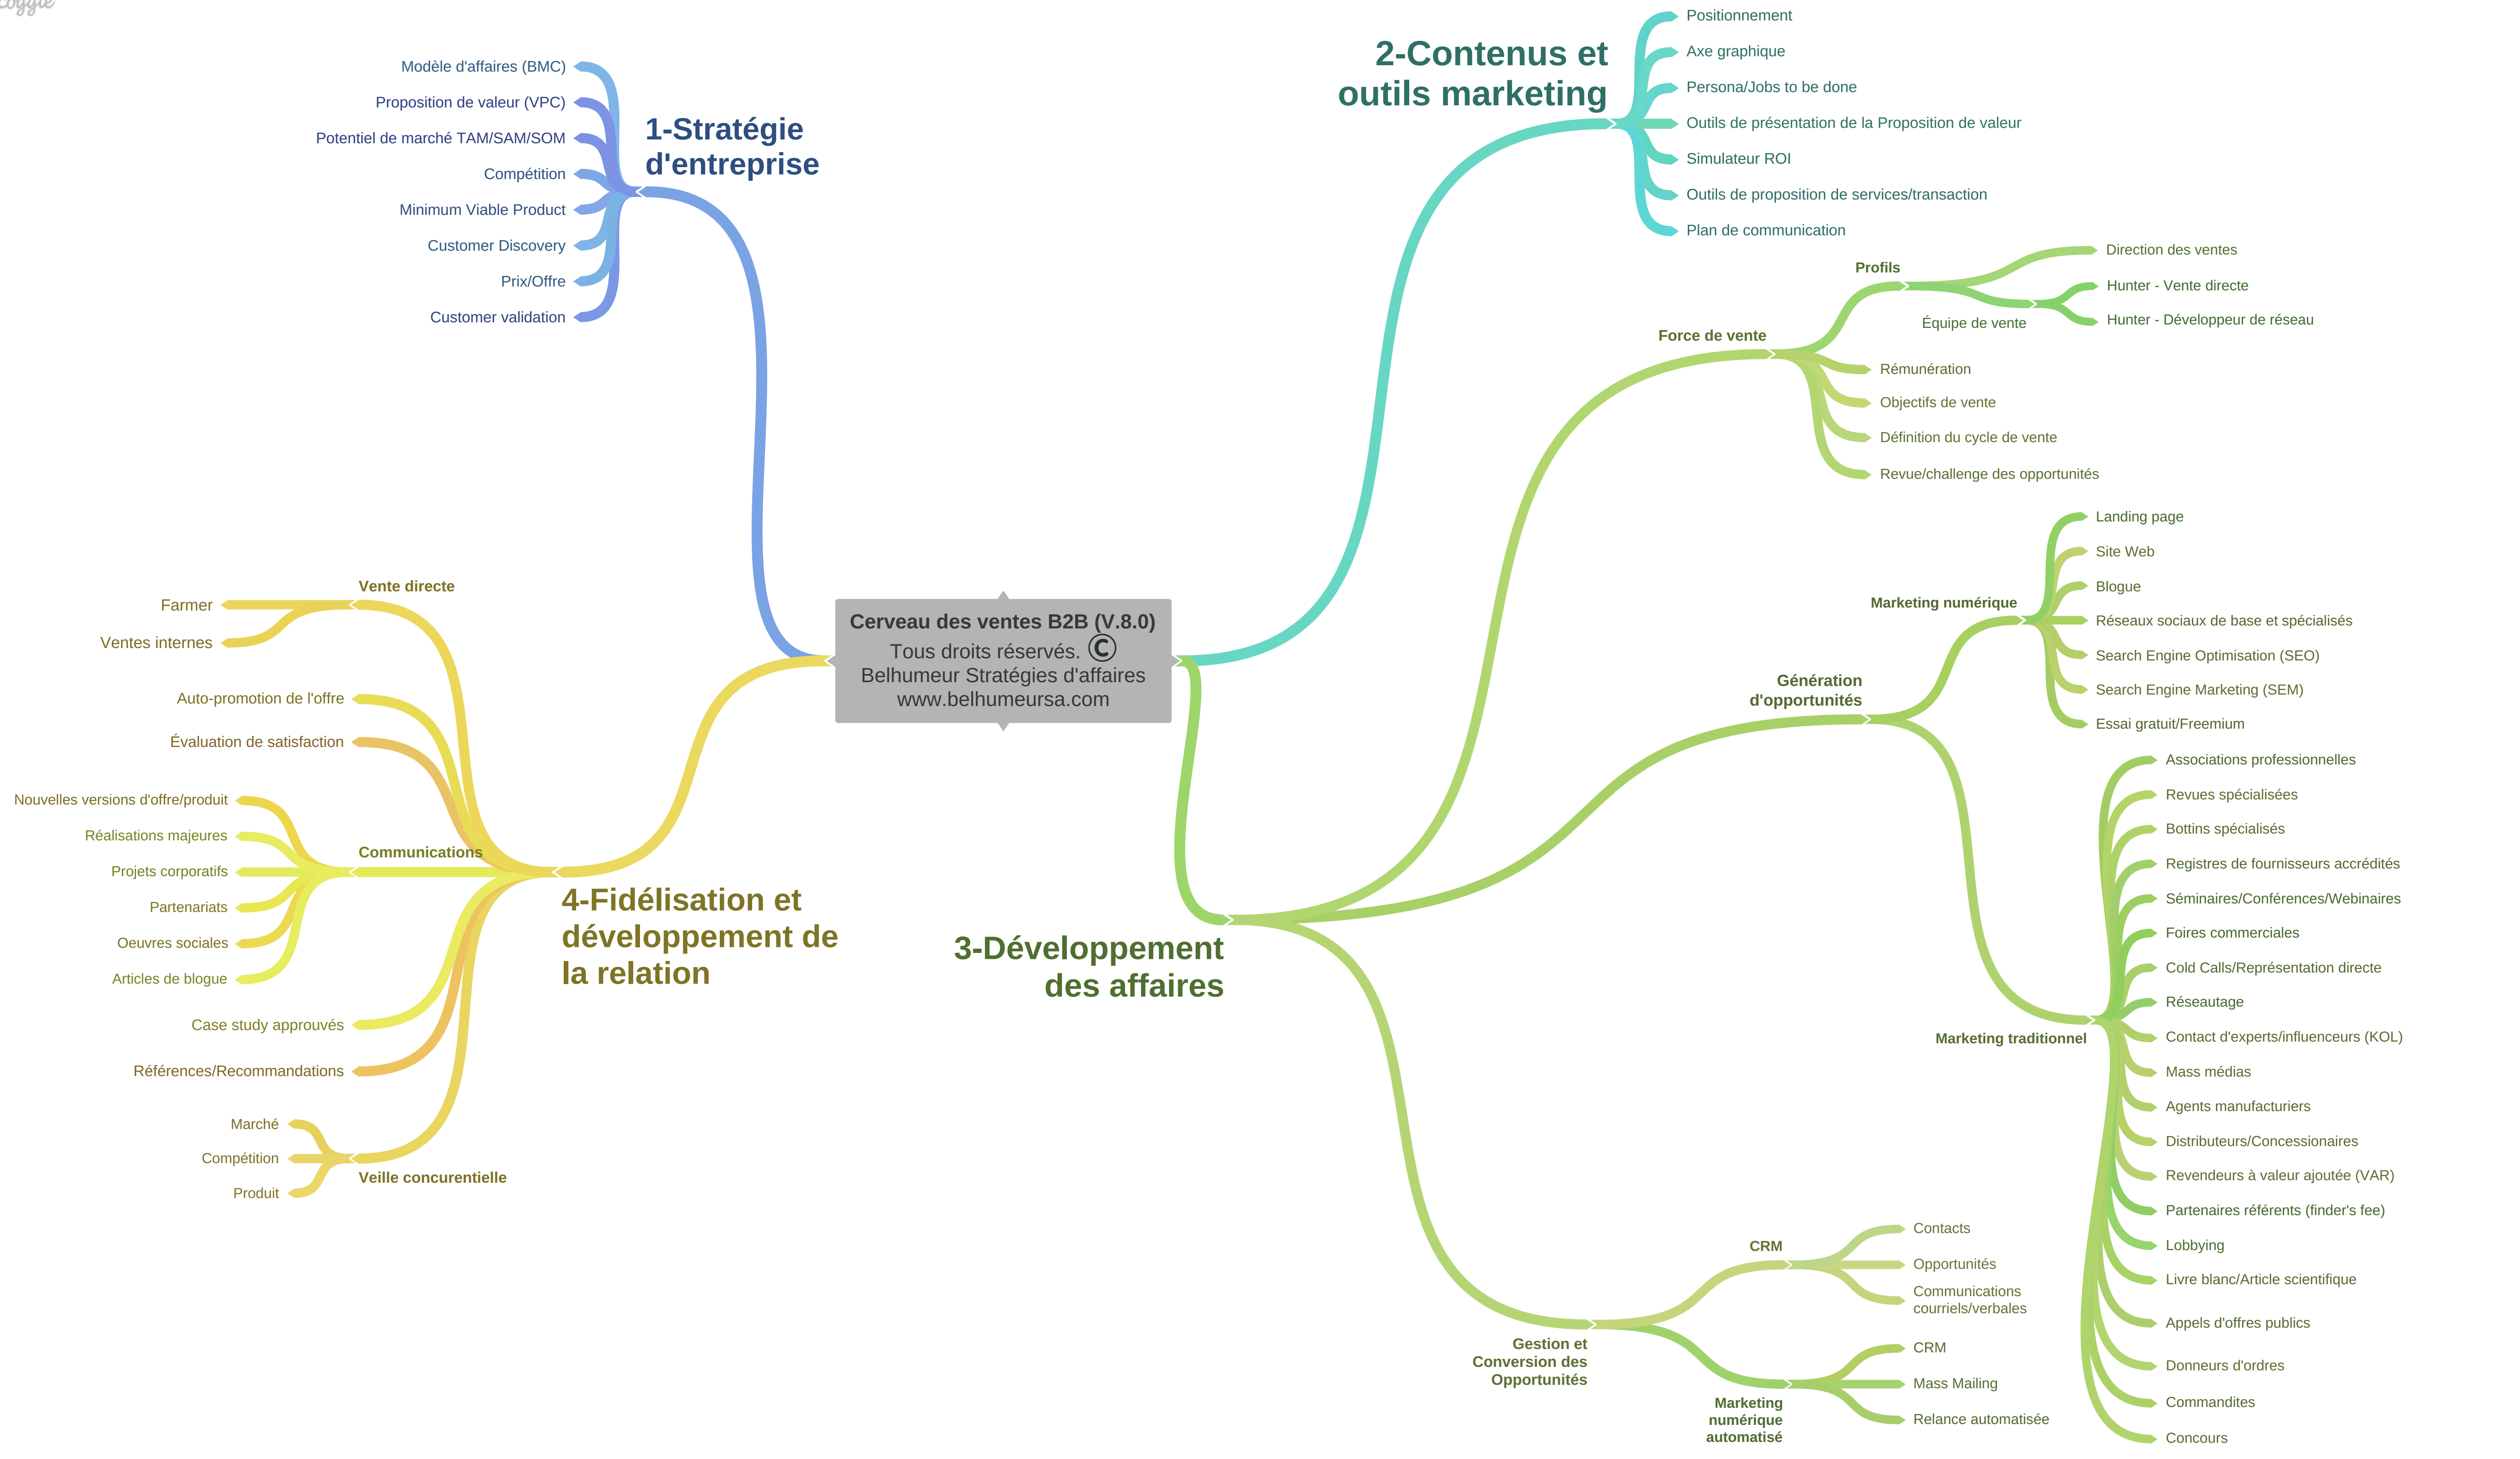 coggle
Cerveau des ventes B2B (V.8.0)
Tous droits réservés. ©
Belhumeur Stratégies d'affaires
www.belhumeursa.com
1-Stratégie
d'entreprise
Modèle d'affaires (BMC)
Proposition de valeur (VPC)
Potentiel de marché TAM/SAM/SOM
Compétition
Minimum Viable Product
Customer Discovery
Prix/Offre
Customer validation
2-Contenus et
outils marketing
Positionnement
Axe graphique
Persona/Jobs to be done
Outils de présentation de la Proposition de valeur
Simulateur ROI
Outils de proposition de services/transaction
Plan de communication
3-Développement
des affaires
Force de vente
Profils
Direction des ventes
Équipe de vente
Hunter - Vente directe
Hunter - Développeur de réseau
Rémunération
Objectifs de vente
Définition du cycle de vente
Revue/challenge des opportunités
Génération
d'opportunités
Marketing numérique
Landing page
Site Web
Blogue
Réseaux sociaux de base et spécialisés
Search Engine Optimisation (SEO)
Search Engine Marketing (SEM)
Essai gratuit/Freemium
Marketing traditionnel
Associations professionnelles
Revues spécialisées
Bottins spécialisés
Registres de fournisseurs accrédités
Séminaires/Conférences/Webinaires
Foires commerciales
Cold Calls/Représentation directe
Réseautage
Contact d'experts/influenceurs (KOL)
Mass médias
Agents manufacturiers
Distributeurs/Concessionaires
Revendeurs à valeur ajoutée (VAR)
Partenaires référents (finder's fee)
Lobbying
Livre blanc/Article scientifique
Appels d'offres publics
Donneurs d'ordres
Commandites
Concours
Gestion et
Conversion des
Opportunités
CRM
Contacts
Opportunités
Communications
courriels/verbales
Marketing
numérique
automatisé
CRM
Mass Mailing
Relance automatisée
4-Fidélisation et
développement de
la relation
Vente directe
Farmer
Ventes internes
Auto-promotion de l'offre
Évaluation de satisfaction
Communications
Nouvelles versions d'offre/produit
Réalisations majeures
Projets corporatifs
Partenariats
Oeuvres sociales
Articles de blogue
Case study approuvés
Références/Recommandations
Veille concurentielle
Marché
Compétition
Produit